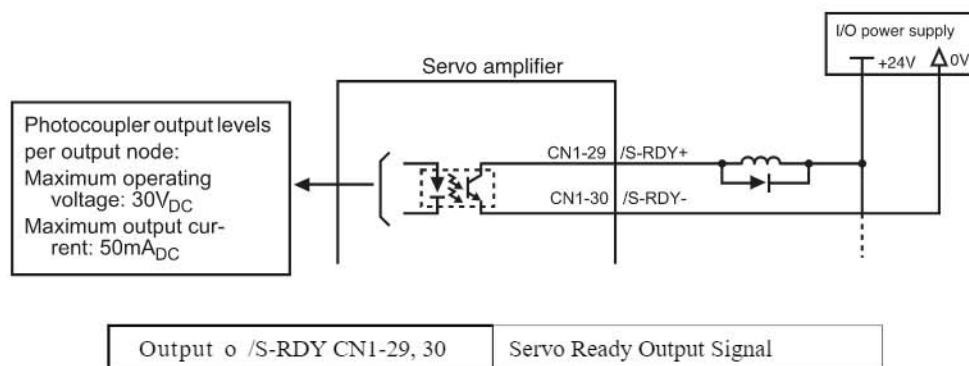 I/O power supply
+24V
0V
Servo amplifier
Photocoupler output levels
per output node:
Maximum operating
voltage: 30VDC
Maximum output cur-
rent: 50mADC
CN1-29 /S-RDY+
CN1-30 /S-RDY-
Output o /S-RDY CN1-29, 30 Servo Ready Output Signal